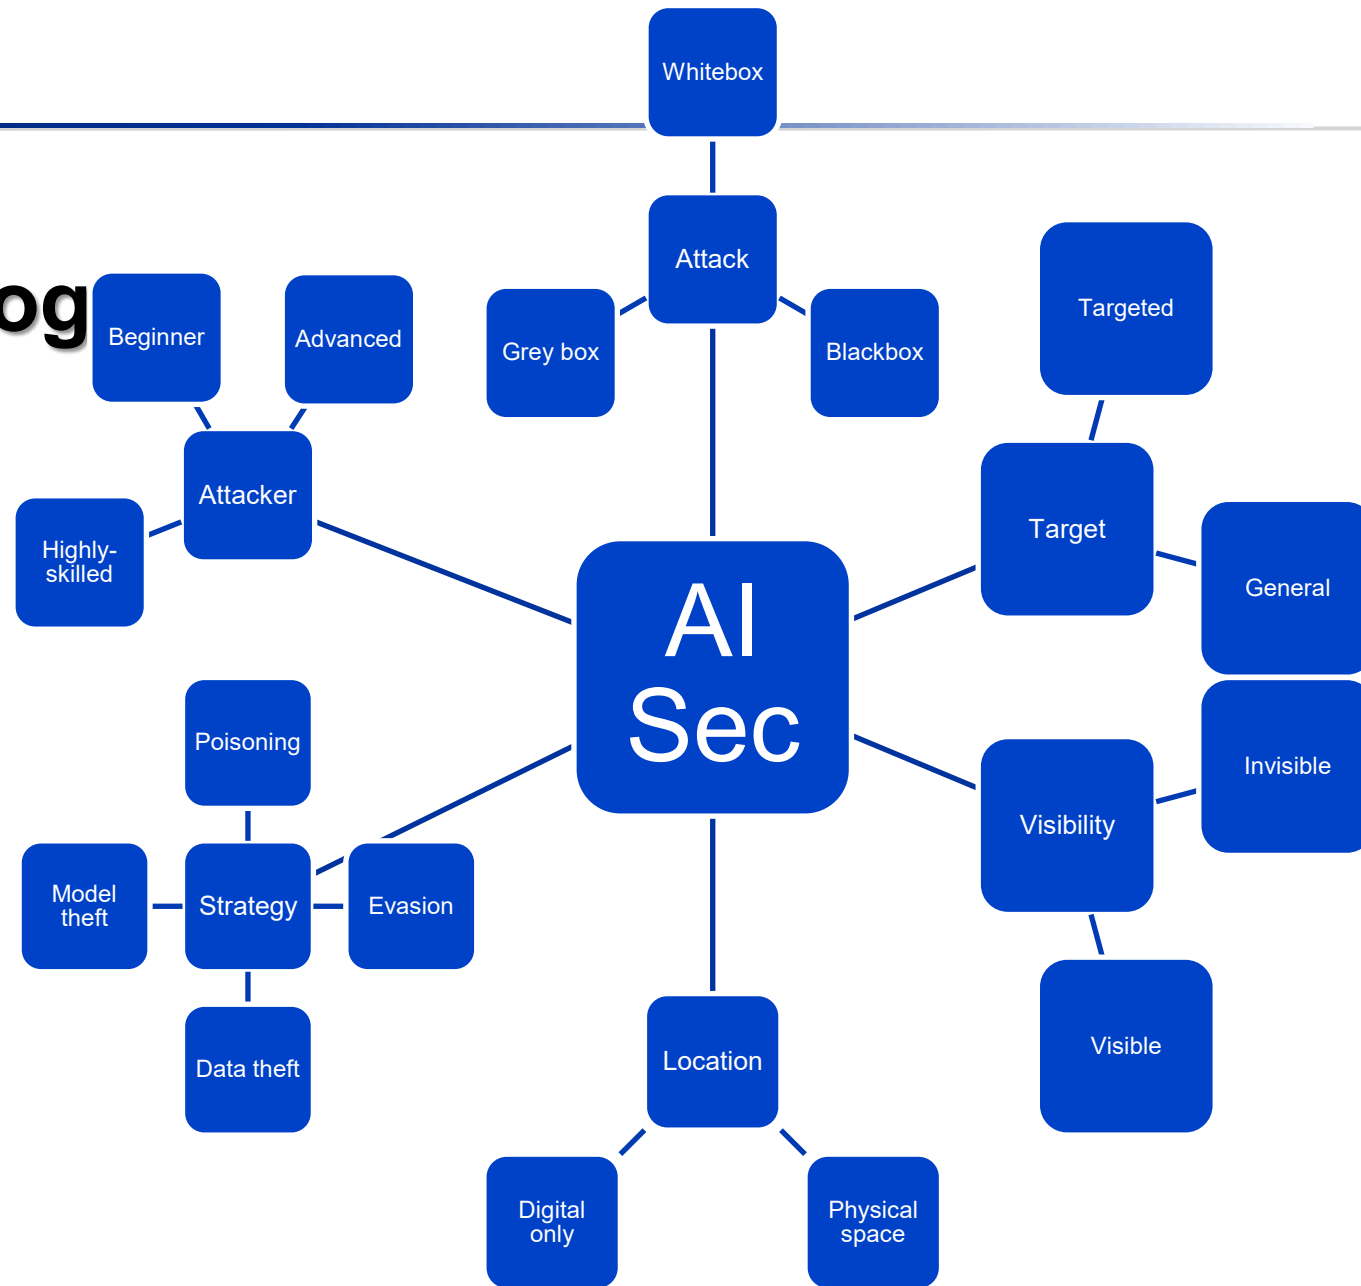 Whitebox
Attack
Grey box
Blackbox
og
Beginner
Advanced
Attacker
Highly-
skilled
Targeted
Target
General
AI
Sec
Invisible
Visibility
Visible
Poisoning
Model
theft
Strategy
Evasion
Data theft
Location
Digital
only
Physical
space